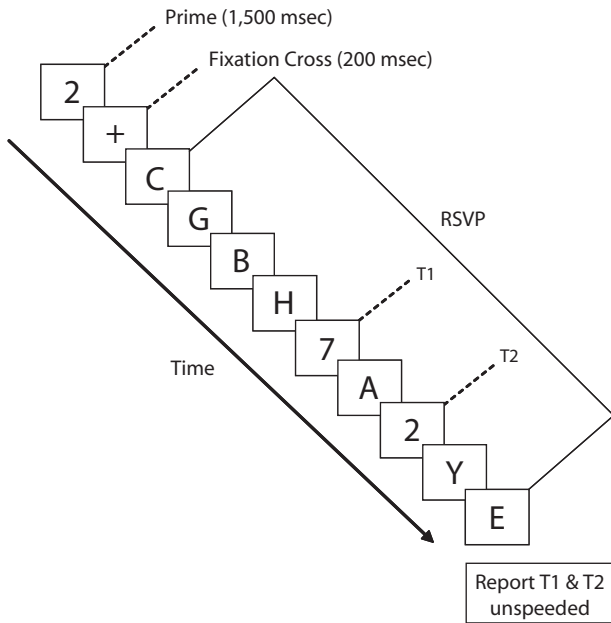 Prime (1,500 msec)
2
Fixation Cross (200 msec)
+
C
G
RSVP
B
H
T1
7
Time
A
T2
2
Y
E
Report T1 & T2
unspeeded